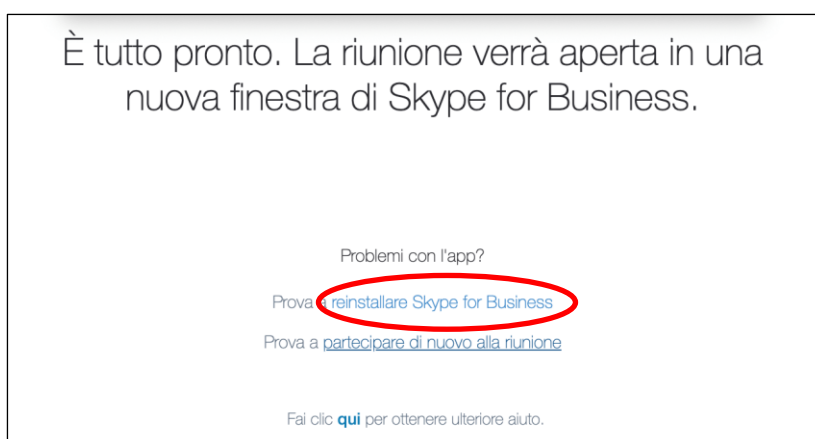 È tutto pronto. La riunione verrà aperta in una
nuova finestra di Skype for Business.
Problemi con l'app?
Prova a reinstallare Skype for Business
Prova a partecipare di nuovo alla riunione
Fai clic qui per ottenere ulteriore aiuto.